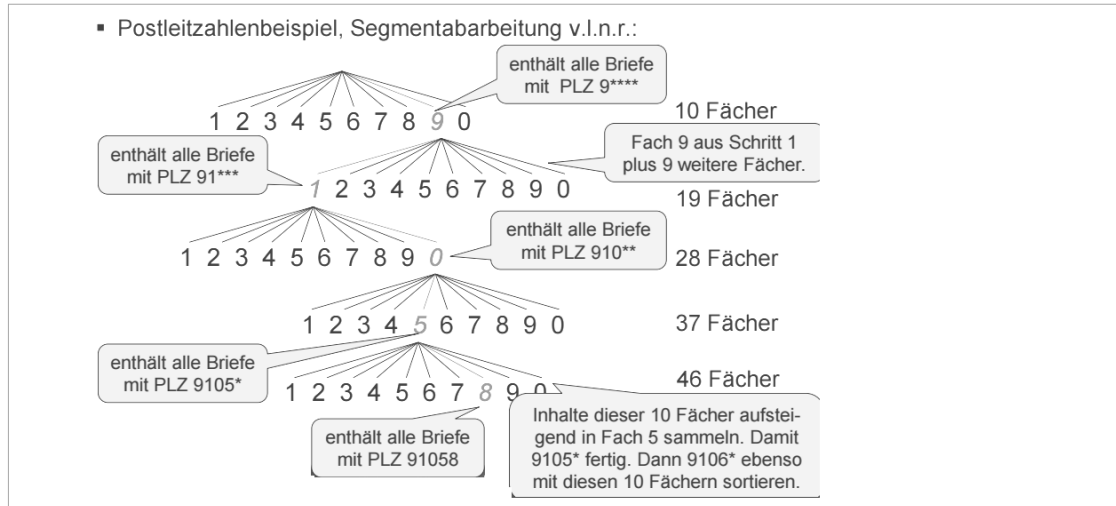 ▪ Postleitzahlenbeispiel, Segmentabarbeitung v.l.n.r.:
enthält alle Briefe
mit PLZ 9****
1 2 3 4 5 6 7 8 9 0
10 Fächer
enthält alle Briefe
mit PLZ 91***
Fach 9 aus Schritt 1
plus 9 weitere Fächer.
1 2 3 4 5 6 7 8 9 0
19 Fächer
enthält alle Briefe
mit PLZ 910**
1 2 3 4 5 6 7 8 9 0
28 Fächer
1 2 3 4 5 6 7 8 9 0
37 Fächer
enthält alle Briefe
mit PLZ 9105*
1 2 3 4 5 6 7 8 9 0
46 Fächer
enthält alle Briefe
mit PLZ 91058
Inhalte dieser 10 Fächer aufstei-
gend in Fach 5 sammeln. Damit
9105* fertig. Dann 9106* ebenso
mit diesen 10 Fächern sortieren.